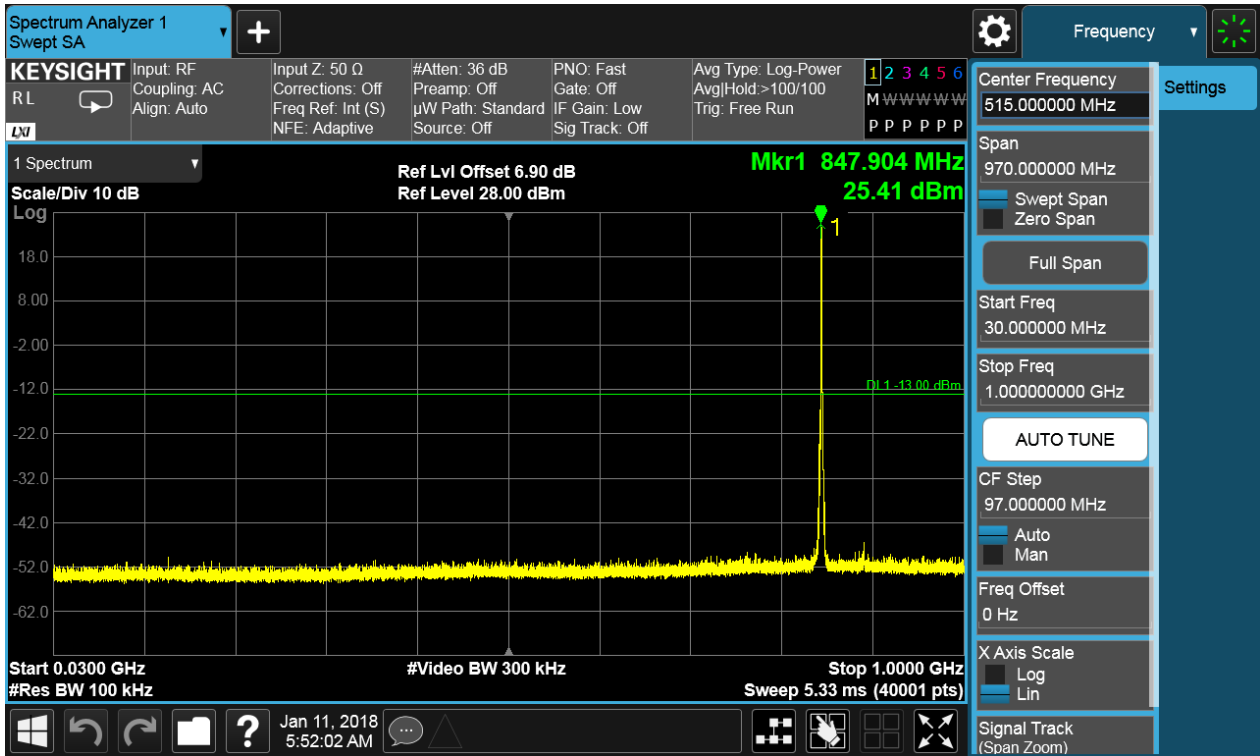 Spectrum Analyzer 1
Swept SA
+
Frequency
KEYSIGHT
R L
LXI
Input: RF
Coupling: AC
Align: Auto
Input Z: 50 Ω
Corrections: Off
Freq Ref: Int (S)
NFE: Adaptive
#Atten: 36 dB
Preamp: Off
µW Path: Standard
Source: Off
PNO: Fast
Gate: Off
IF Gain: Low
Sig Track: Off
Avg Type: Log-Power
Avg|Hold:>100/100
Trig: Free Run
1 2 3 4 5 6
M W W W W W
P P P P P P
1 Spectrum
Scale/Div 10 dB
Log
Ref Lvl Offset 6.90 dB
Ref Level 28.00 dBm
Mkr1 847.904 MHz
25.41 dBm
1
18.0
8.00
-2.00
-12.0
-22.0
-32.0
-42.0
-52.0
-62.0
DL1 -13.00 dBm
Start 0.0300 GHz
#Res BW 100 kHz
#Video BW 300 kHz
Stop 1.0000 GHz
Sweep 5.33 ms (40001 pts)
Center Frequency
515.000000 MHz
Span
970.000000 MHz
Swept Span
Zero Span
Full Span
Start Freq
30.000000 MHz
Stop Freq
1.000000000 GHz
AUTO TUNE
CF Step
97.000000 MHz
Auto
Man
Freq Offset
0 Hz
X Axis Scale
Log
Lin
Signal Track
(Span Zoom)
Settings
?
Jan 11, 2018
5:52:02 AM